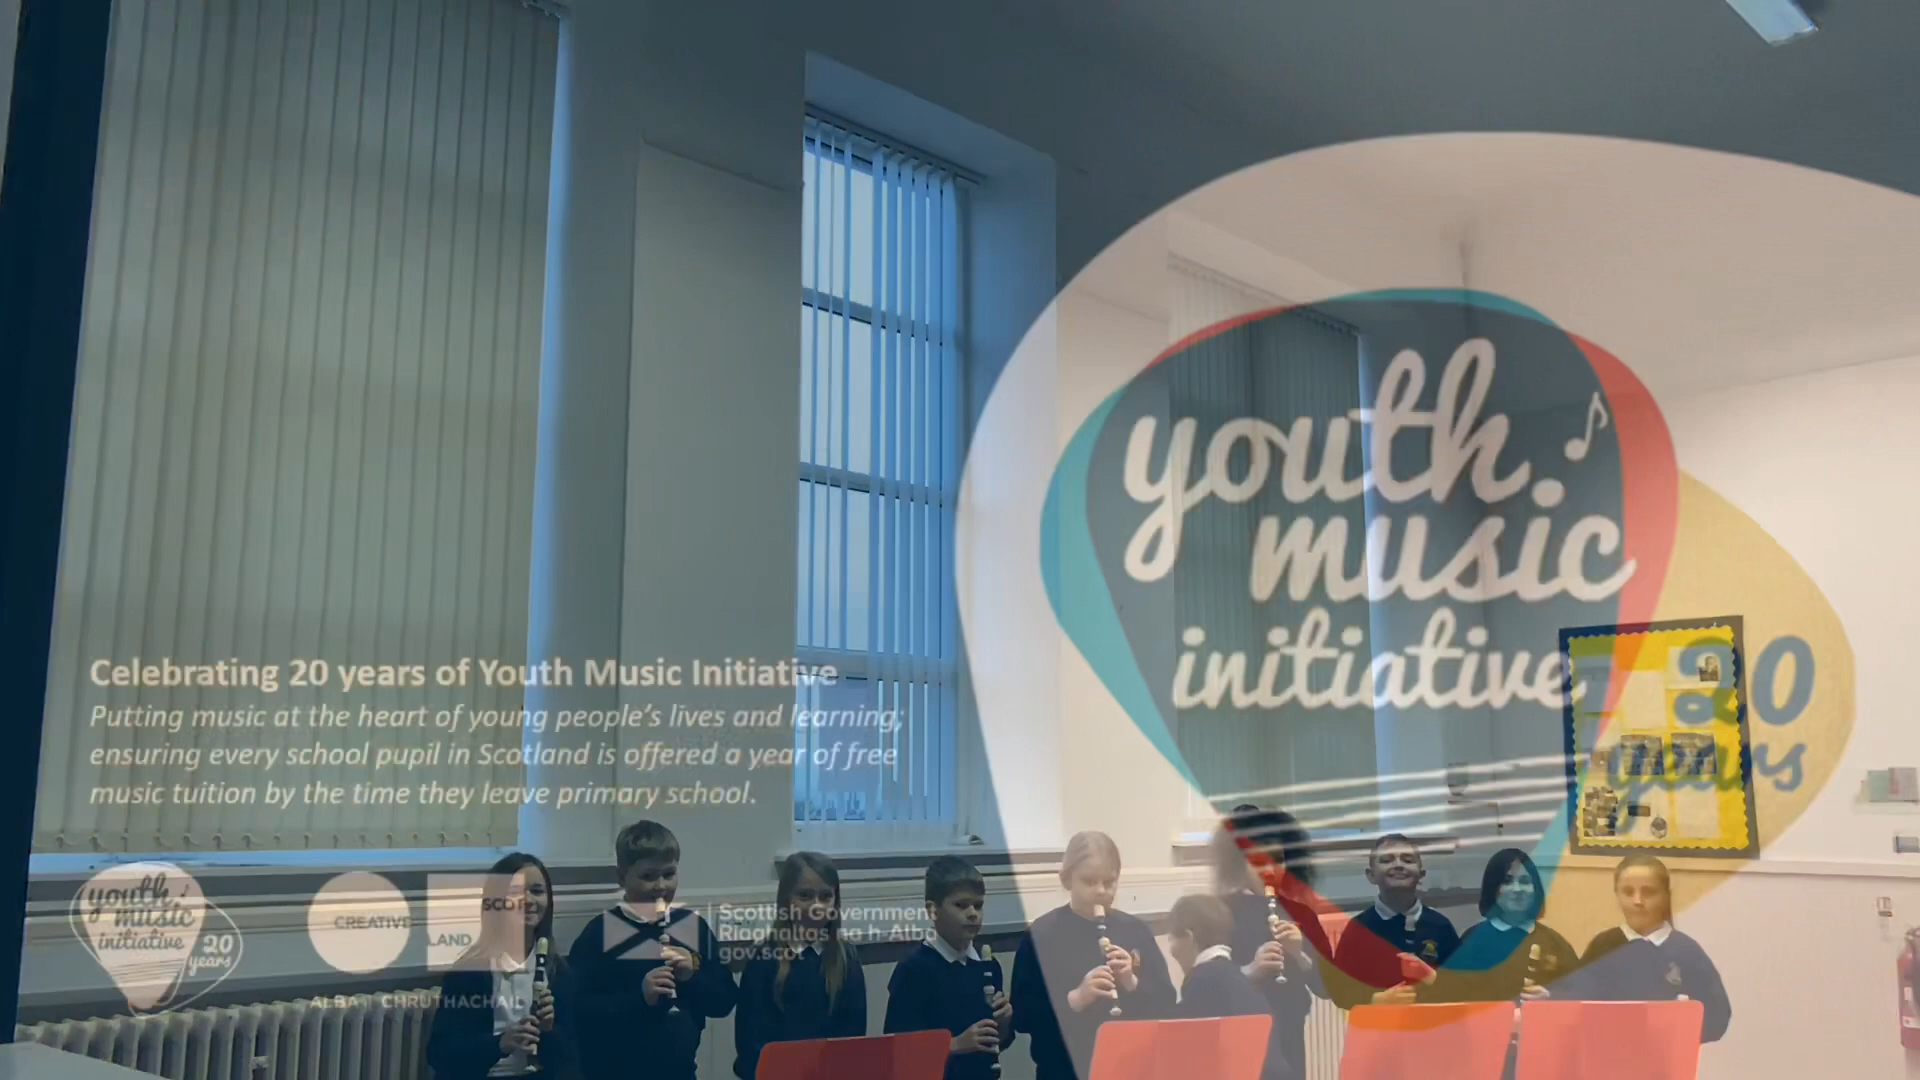 youth
music
initiative
20
years
Celebrating 20 years of Youth Music Initiative
Putting music at the heart of young people's lives and learning;
ensuring every school pupil in Scotland is offered a year of free
music tuition by the time they leave primary school.
youth
music
initiative
20
years
CREATIVE
SCOT
LAND
ALBA CHRUTHACHAIL
Scottish Government
Riaghaltas na h-Alba
gov.scot